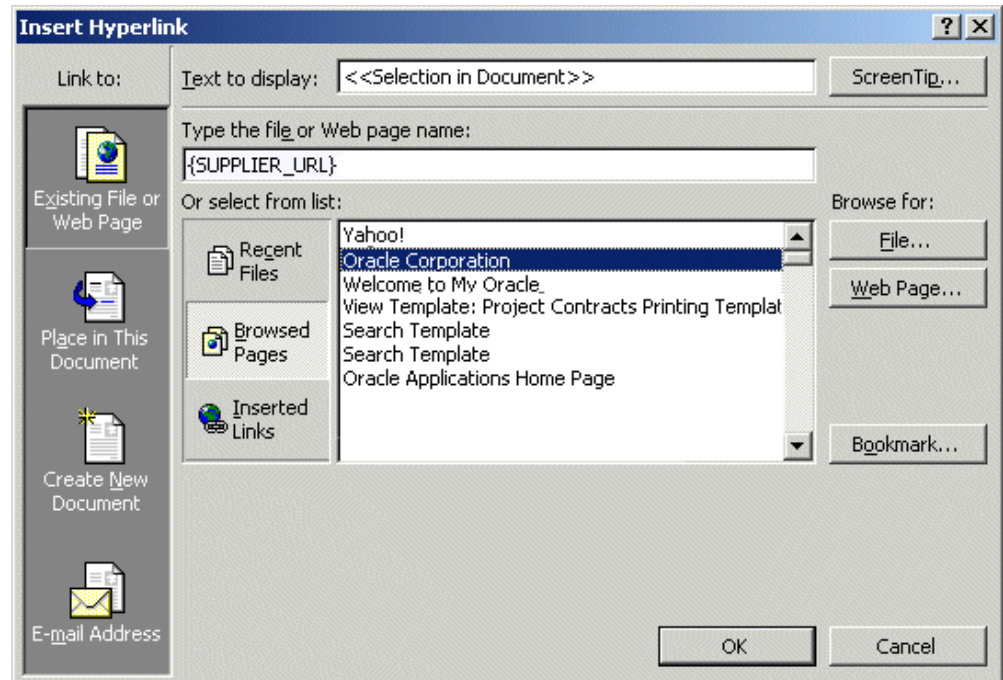 Insert Hyperlink
Link to:
Text to display:
<<Selection in Document>>
ScreenTip...
Existing File or
Web Page
Place in This
Document
Create New
Document
E-mail Address
Type the file or Web page name:
{SUPPLIER_URL}
Or select from list:
Recent
Files
Browsed
Pages
Inserted
Links
Yahoo!
Oracle Corporation
Welcome to My Oracle_
View Template: Project Contracts Printing Templat
Search Template
Search Template
Oracle Applications Home Page
Browse for:
File...
Web Page...
Bookmark...
OK
Cancel